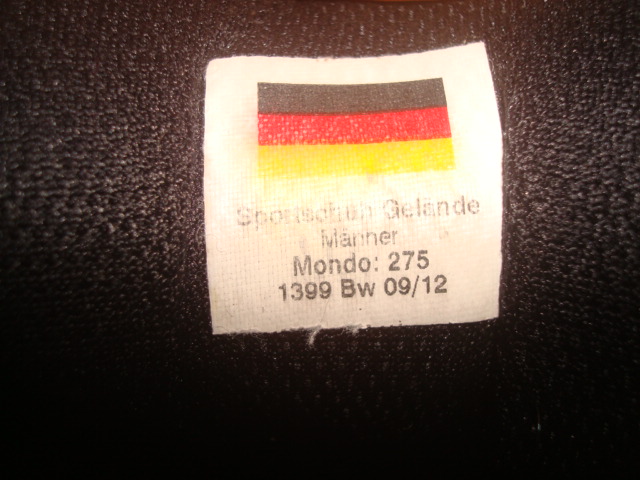 Sportschuh Gelände
Männer
Mondo: 275
1399 Bw 09/12